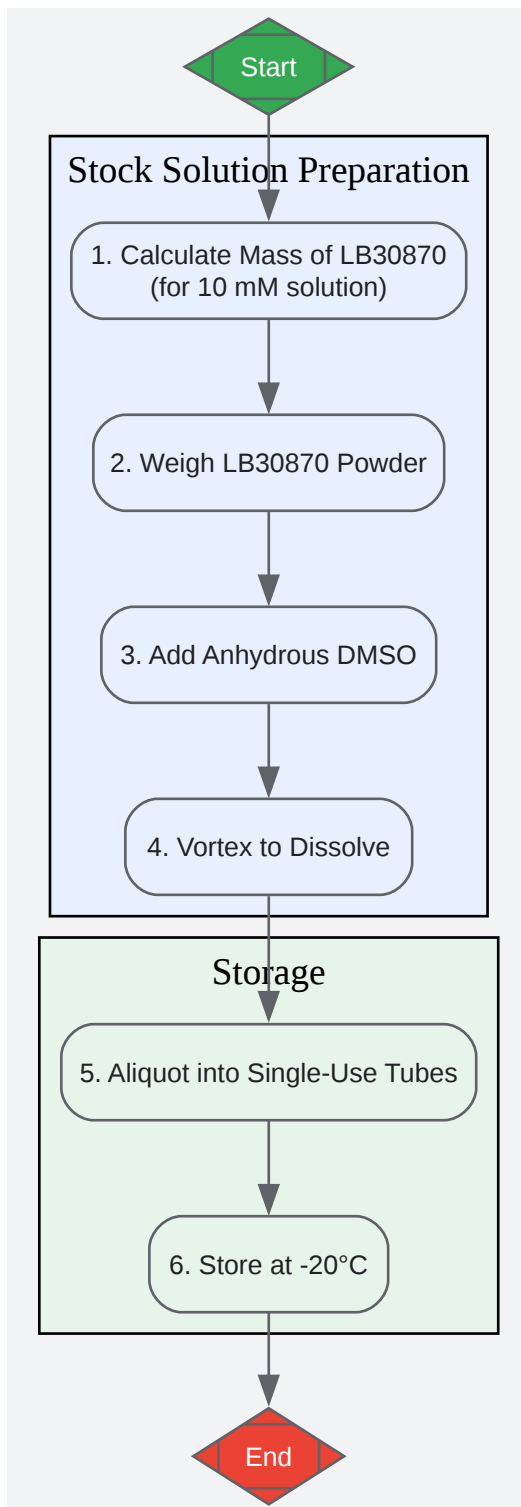 Start
Stock Solution Preparation
1. Calculate Mass of LB30870
(for 10 mM solution)
2. Weigh LB30870 Powder
3. Add Anhydrous DMSO
4. Vortex to Dissolve
Storage
5. Aliquot into Single-Use Tubes
6. Store at -20°C
End